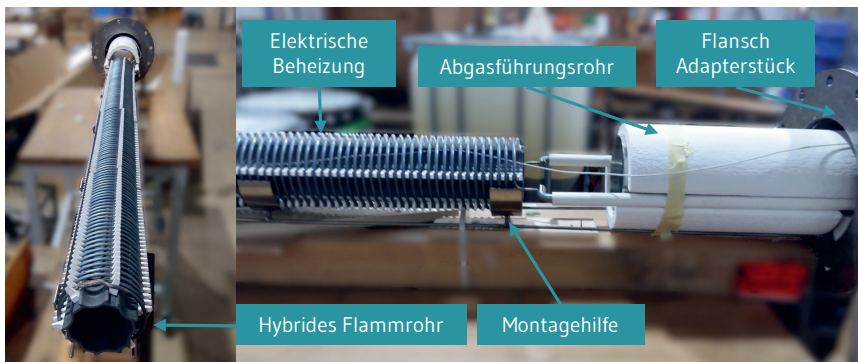 Elektrische
Beheizung
Abgasführungsrohr
Flansch
Adapterstück
Hybrides Flammrohr
Montagehilfe